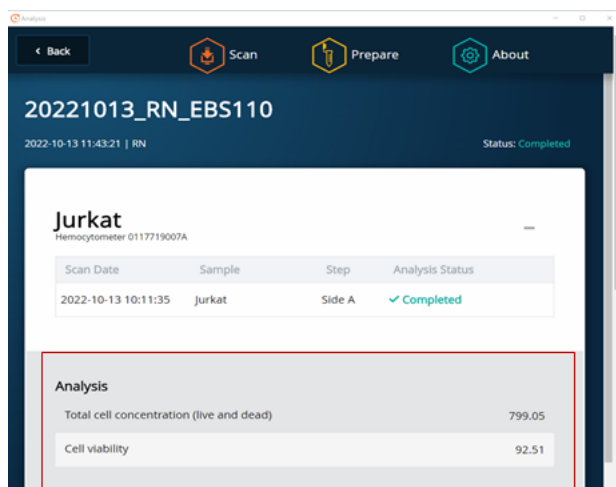 Analysis
Back Scan Prepare About
20221013_RN_EBS110
2022-10-13 11:43:21 | RN Status: Completed
Jurkat
Hemocytometer 0117719007A
Scan Date Sample Step Analysis Status
2022-10-13 10:11:35 Jurkat Side A Completed
Analysis
Total cell concentration (live and dead) 799.05
Cell viability 92.51